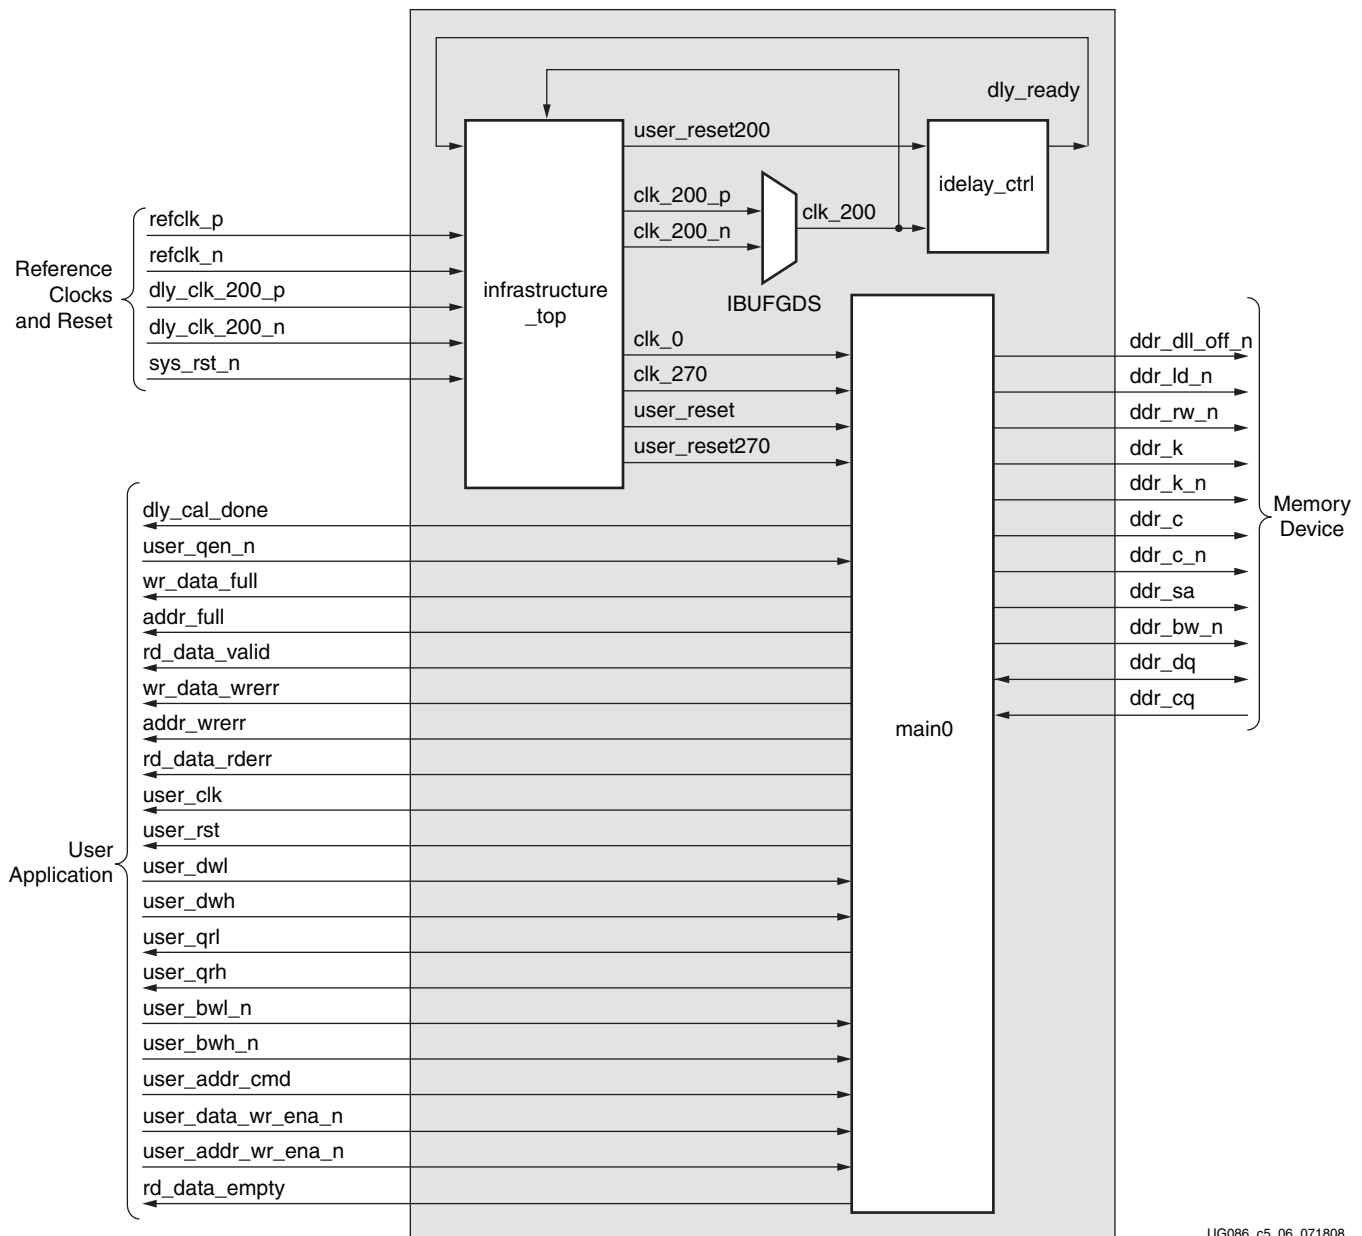 dly_ready
user_reset200
idelay_ctrl
clk_200_p
clk_200
clk_200_n
refclk_p
refclk_n
Reference
Clocks
and Reset
dly_clk_200_p
dly_clk_200_n
sys_rst_n
infrastructure
_top
IBUFGDS
clk_0
clk_270
user_reset
user_reset270
ddr_dll_off_n
ddr_ld_n
ddr_rw_n
ddr_k
ddr_k_n
ddr_c
ddr_c_n
ddr_sa
ddr_bw_n
ddr_dq
ddr_cq
Memory
Device
main0
dly_cal_done
user_qen_n
wr_data_full
addr_full
rd_data_valid
wr_data_wrerr
addr_wrerr
rd_data_rderr
user_clk
user_rst
User
Application
user_dwl
user_dwh
user_qrl
user_qrh
user_bwl_n
user_bwh_n
user_addr_cmd
user_data_wr_ena_n
user_addr_wr_ena_n
rd_data_empty
UG086_c5_06_071808